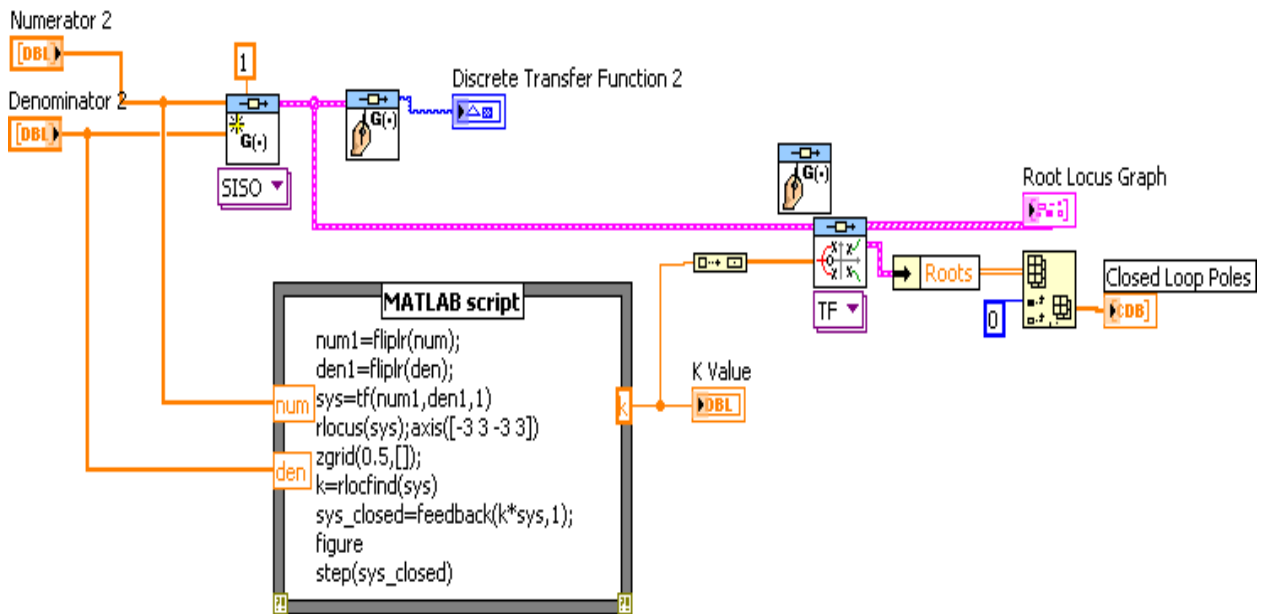 Numerator 2
[DBL]
1
Denominator 2
[DBL]
G(·)
SISO
G(·)
Discrete Transfer Function 2
G(·)
Root Locus Graph
TF
Roots
0
Closed Loop Poles
CDB]
MATLAB script
num1=fliplr(num);
den1=fliplr(den);
sys=tf(num1,den1,1)
rlocus(sys);axis([-3 3 -3 3])
zgrid(0.5,[]);
k=rlocfind(sys)
sys_closed=feedback(k*sys,1);
figure
step(sys_closed)
num
den
k
K Value
DBL